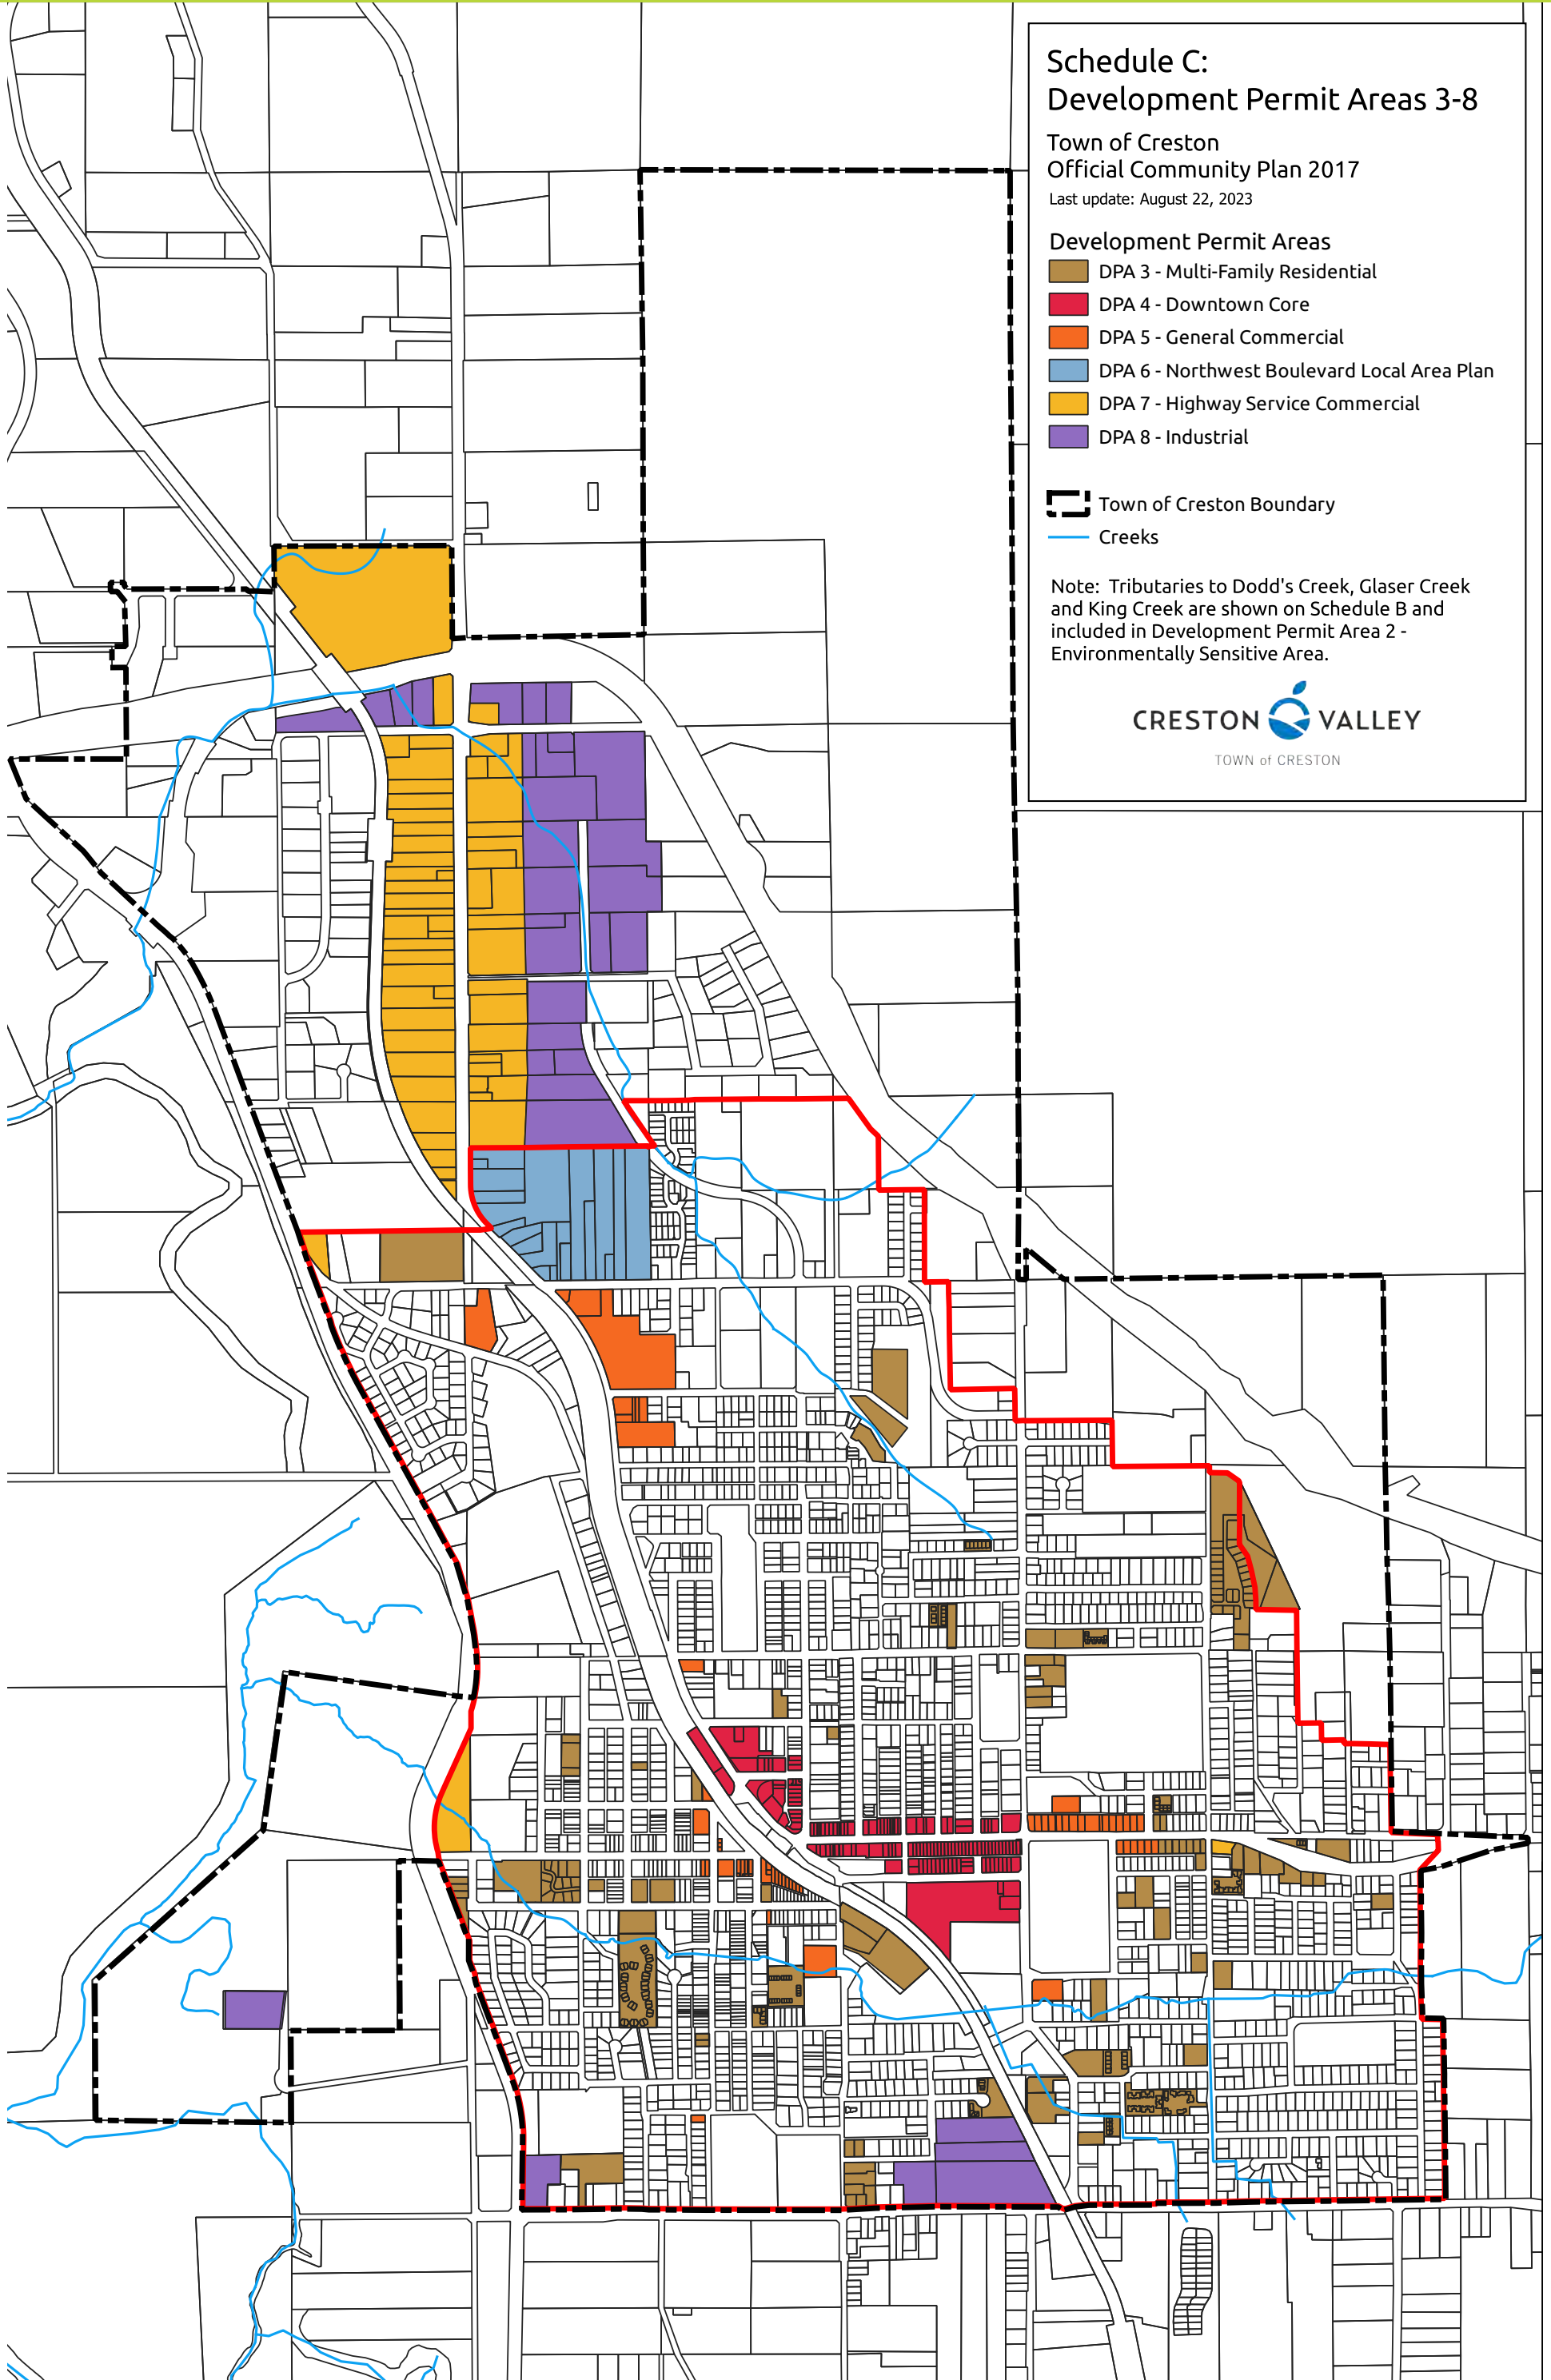 Schedule C:
Development Permit Areas 3-8
Town of Creston
Official Community Plan 2017
Last update: August 22, 2023
Development Permit Areas
DPA 3 - Multi-Family Residential
DPA 4 - Downtown Core
DPA 5 - General Commercial
DPA 6 - Northwest Boulevard Local Area Plan
DPA 7 - Highway Service Commercial
DPA 8 - Industrial
Town of Creston Boundary
Creeks
Note:  Tributaries to Dodd's Creek, Glaser Creek
and King Creek are shown on Schedule B and
included in Development Permit Area 2 -
Environmentally Sensitive Area.
CRESTON VALLEY
TOWN of CRESTON